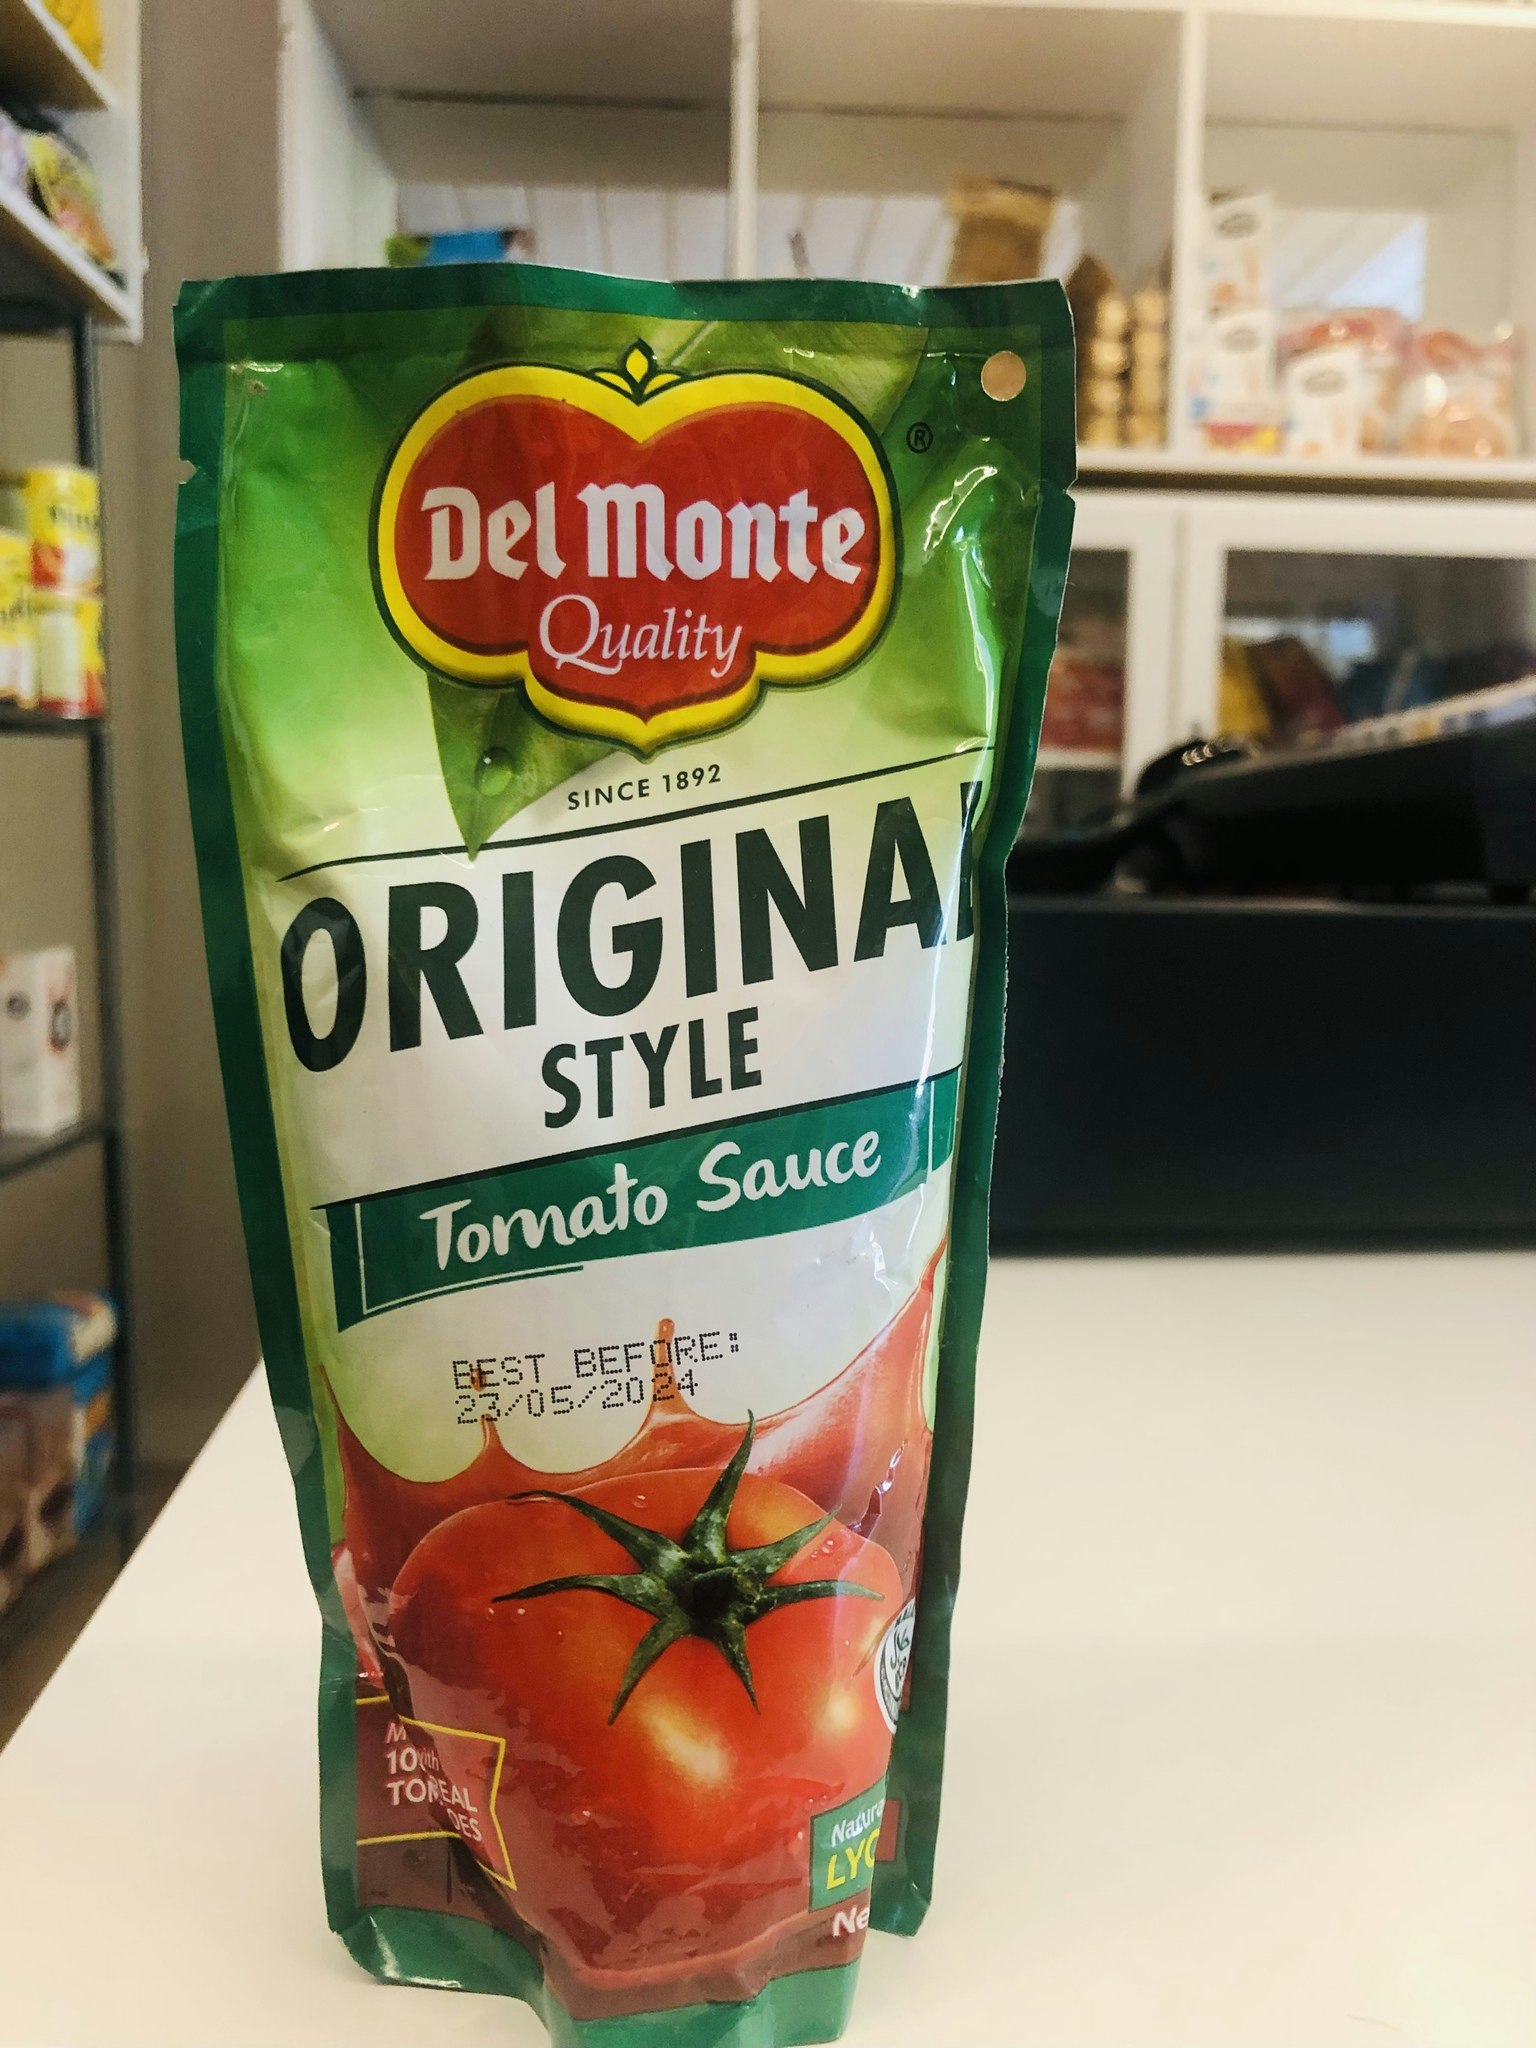 Del Monte
®
Quality
SINCE 1892
ORIGINAL
STYLE
Tomato Sauce
BEST BEFORE:
23/05/2024